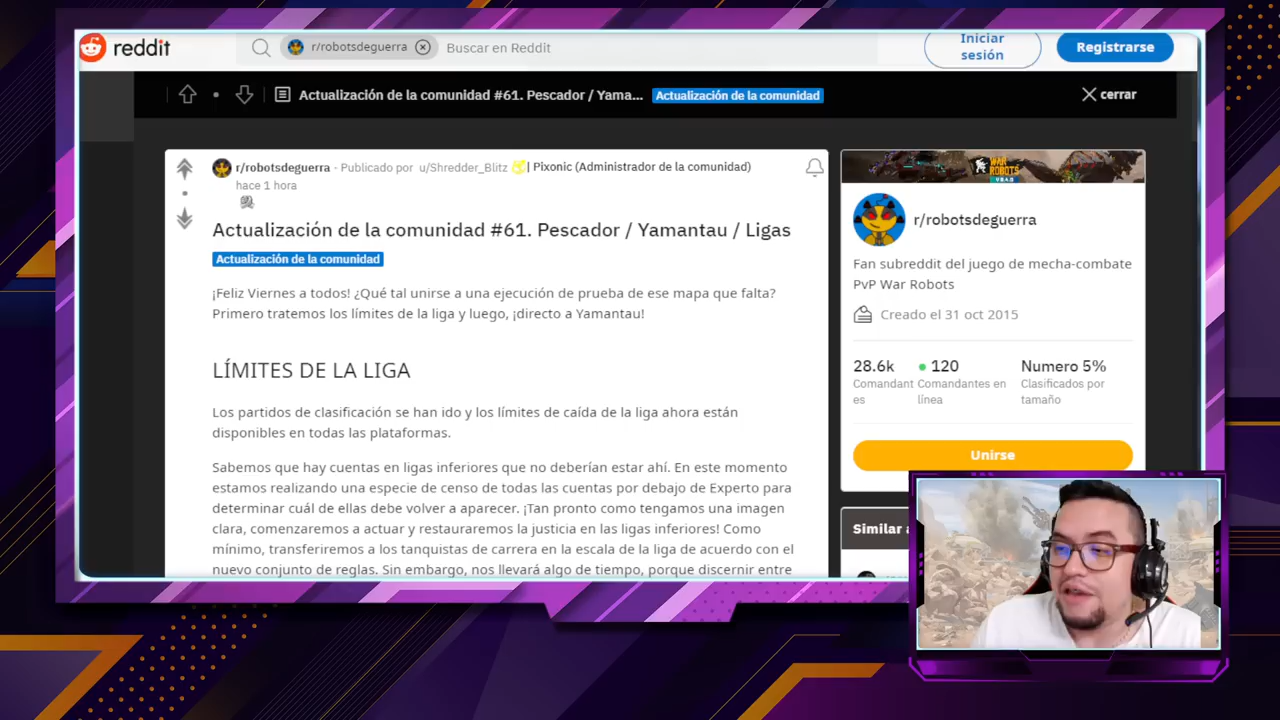 reddit
r/robotsdeguerra
Buscar en Reddit
Iniciar sesión
Registrarse
Actualización de la comunidad #61. Pescador / Yama...
Actualización de la comunidad
cerrar
r/robotsdeguerra · Publicado por u/Shredder_Blitz | Pixonic (Administrador de la comunidad)
hace 1 hora
Actualización de la comunidad #61. Pescador / Yamantau / Ligas
Actualización de la comunidad
¡Feliz Viernes a todos! ¿Qué tal unirse a una ejecución de prueba de ese mapa que falta?
Primero tratemos los límites de la liga y luego, ¡directo a Yamantau!
LÍMITES DE LA LIGA
Los partidos de clasificación se han ido y los límites de caída de la liga ahora están
disponibles en todas las plataformas.
Sabemos que hay cuentas en ligas inferiores que no deberían estar ahí. En este momento
estamos realizando una especie de censo de todas las cuentas por debajo de Experto para
determinar cuál de ellas debe volver a aparecer. ¡Tan pronto como tengamos una imagen
clara, comenzaremos a actuar y restauraremos la justicia en las ligas inferiores! Como
mínimo, transferiremos a los tanquistas de carrera en la escala de la liga de acuerdo con el
nuevo conjunto de reglas. Sin embargo, nos llevará algo de tiempo, porque discernir entre
WAR
ROBOTS
r/robotsdeguerra
Fan subreddit del juego de mecha-combate
PvP War Robots
Creado el 31 oct 2015
28.6k
Comandant
es
120
Comandantes en
línea
Numero 5%
Clasificados por
tamaño
Unirse
Similar a